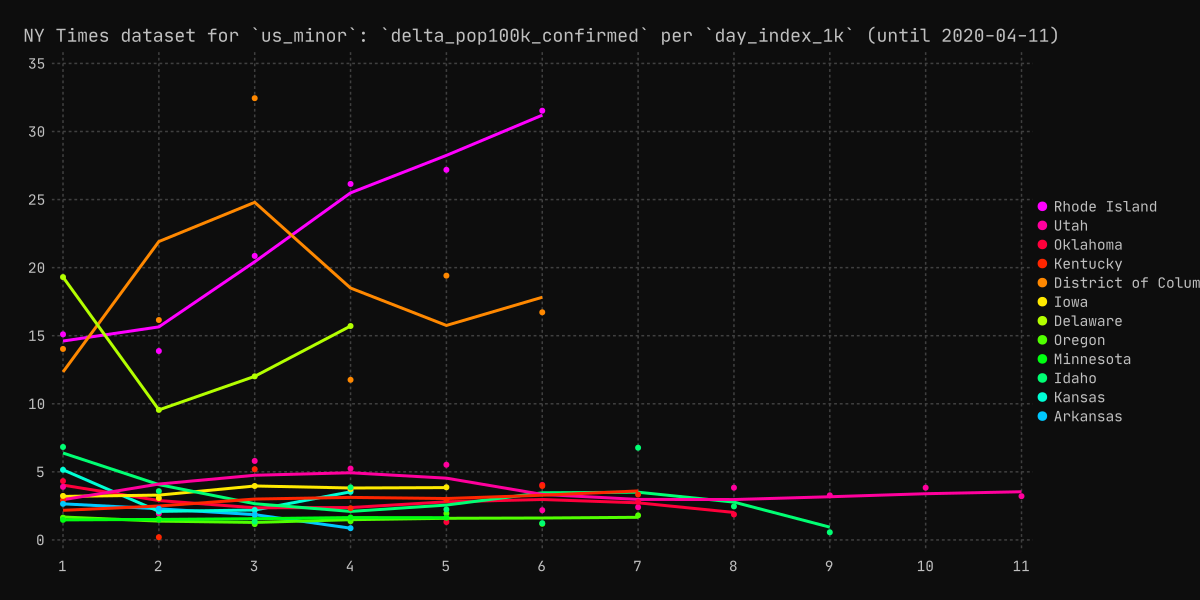 NY Times dataset for `us_minor`: `delta_pop100k_confirmed` per `day_index_1k` (until 2020-04-11)
35
30
25
20
15
10
5
0
1 2 3 4 5 6 7 8 9 10 11
Rhode Island
Utah
Oklahoma
Kentucky
District of Colum
Iowa
Delaware
Oregon
Minnesota
Idaho
Kansas
Arkansas